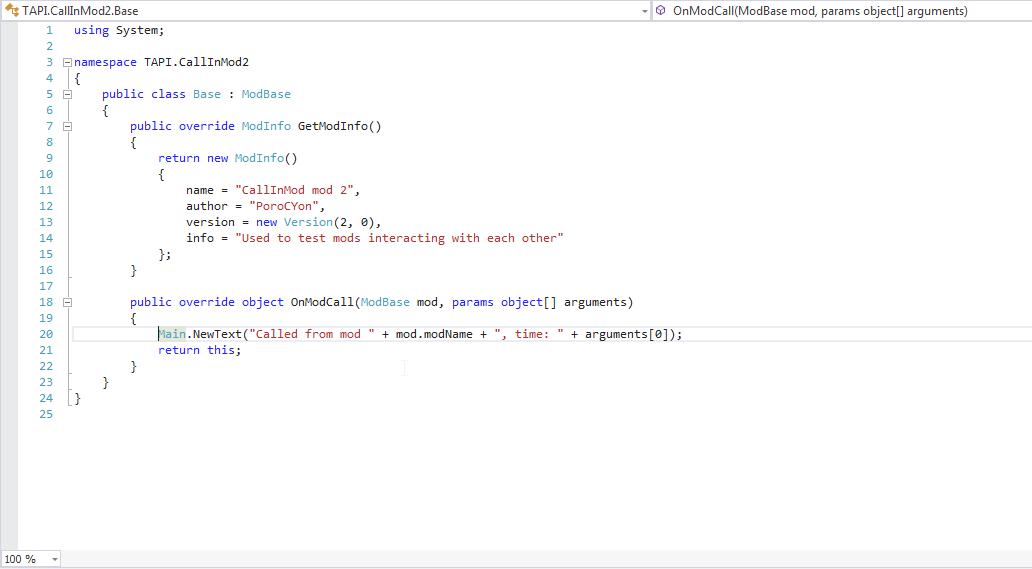 TAPI.CallInMod2.Base OnModCall(ModBase mod, params object[] arguments)
1 using System;
2
3 namespace TAPI.CallInMod2
4 {
5 public class Base : ModBase
6 {
7 public override ModInfo GetModInfo()
8 {
9 return new ModInfo()
10 {
11 name = "CallInMod mod 2",
12 author = "PoroCYon",
13 version = new Version(2, 0),
14 info = "Used to test mods interacting with each other"
15 };
16 }
17
18 public override object OnModCall(ModBase mod, params object[] arguments)
19 {
20 Main.NewText("Called from mod " + mod.modName + ", time: " + arguments[0]);
21 return this;
22 }
23 }
24 }
25
100 %